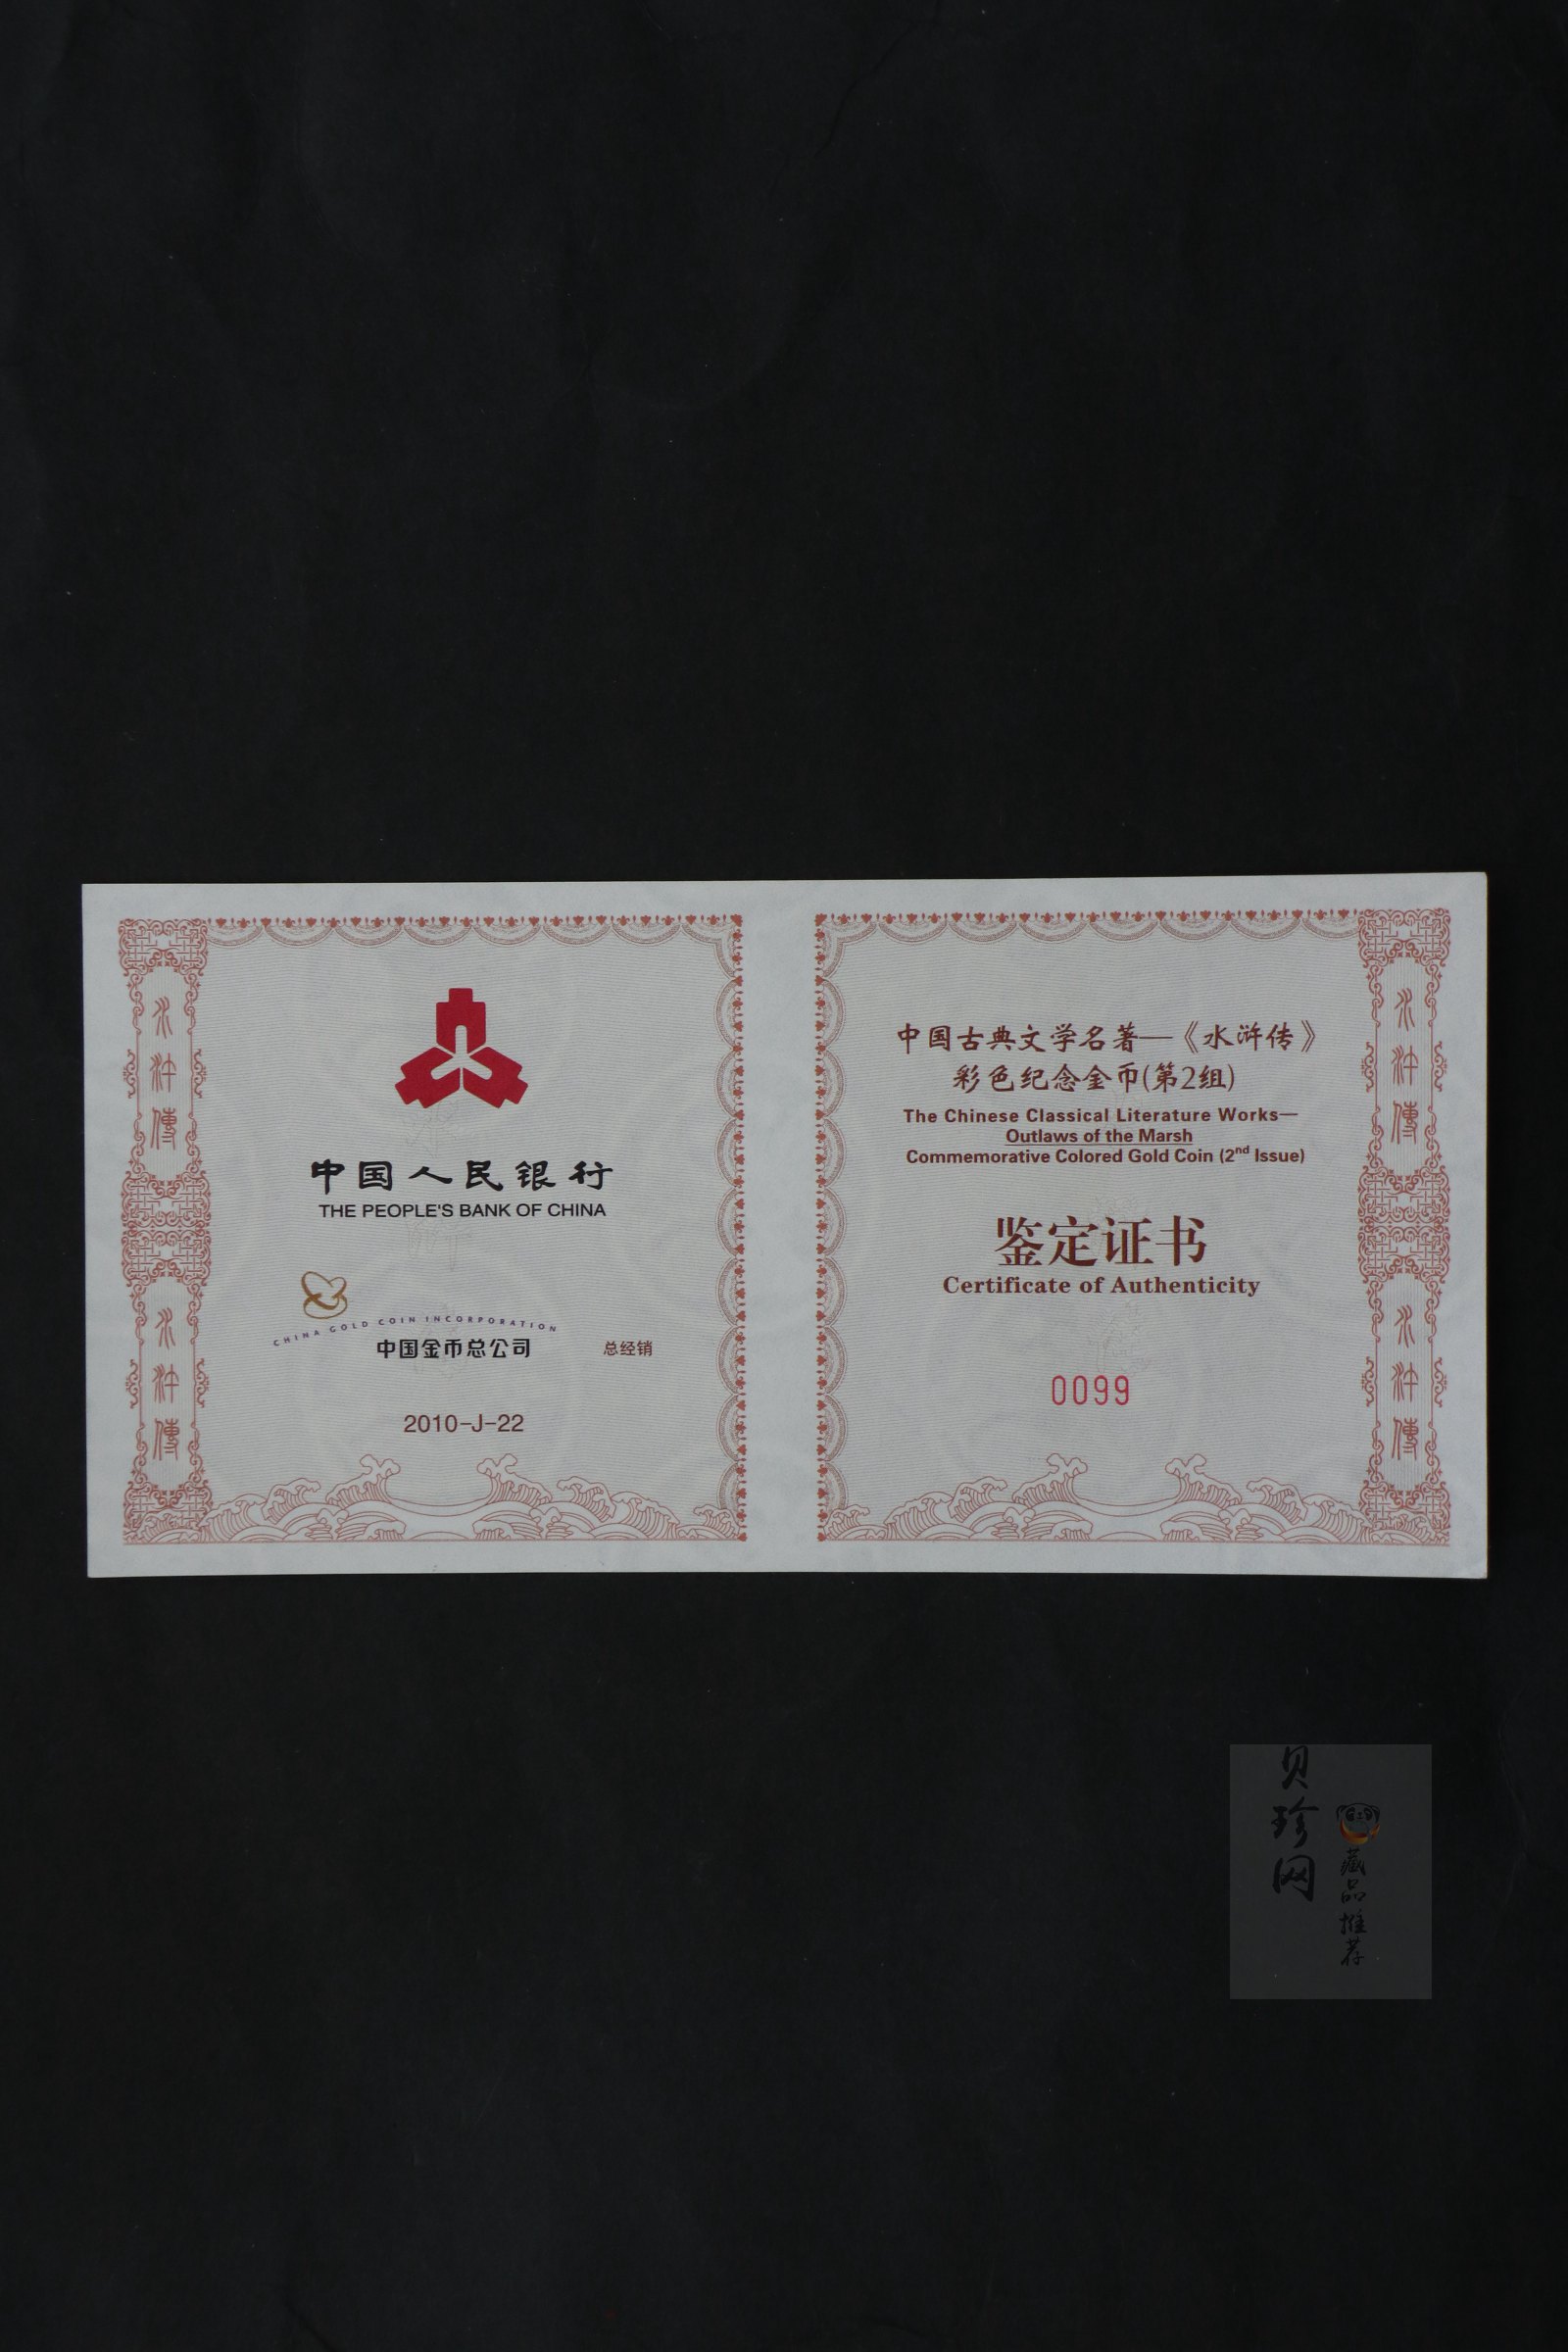 水滸傳
水滸傳
中国人民银行
THE PEOPLE'S BANK OF CHINA
CHINA GOLD COIN INCORPORATION
中国金币总公司 总经销
2010-J-22
中国古典文学名著—《水浒传》
彩色纪念金币(第2组)
The Chinese Classical Literature Works—
Outlaws of the Marsh
Commemorative Colored Gold Coin (2nd Issue)
鉴定证书
Certificate of Authenticity
0099
水滸傳
水滸傳
贝珍网
藏品推荐